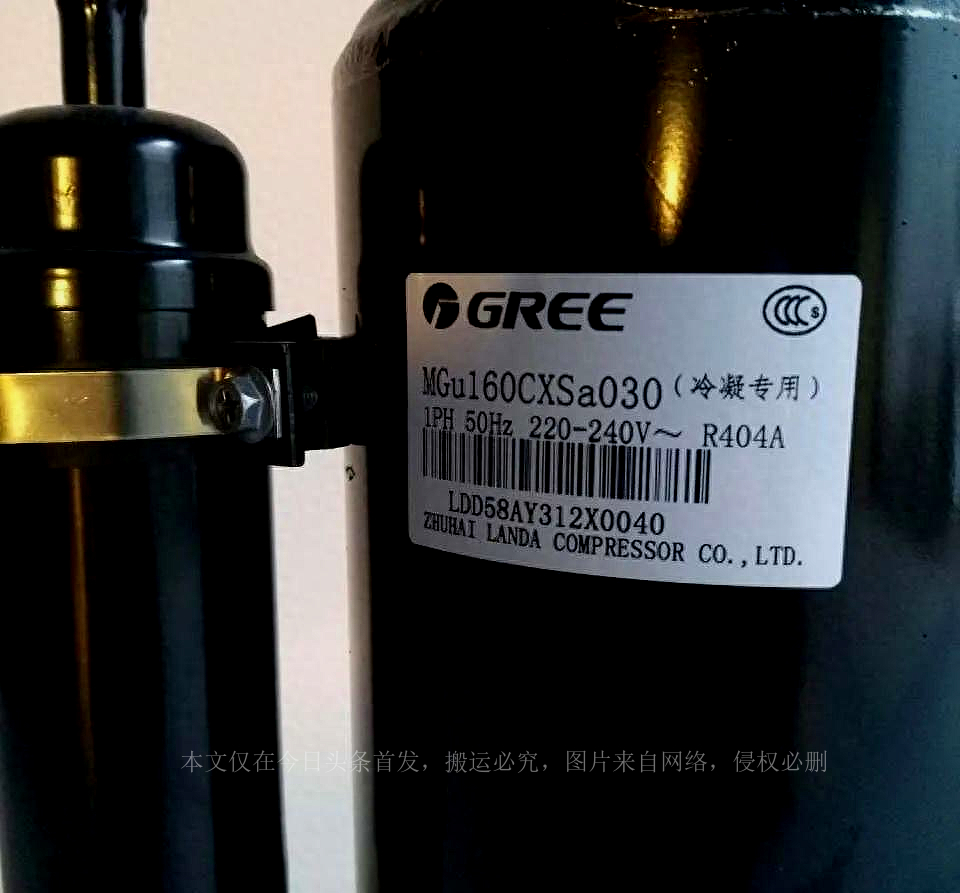 GREE
CCC S
MGu160CXSa030（冷凝专用）
1PH 50Hz 220-240V～ R404A
LDD58AY312X0040
ZHUHAI LANDA COMPRESSOR CO.,LTD.
本文仅在今日头条首发，搬运必究，图片来自网络，侵权必删